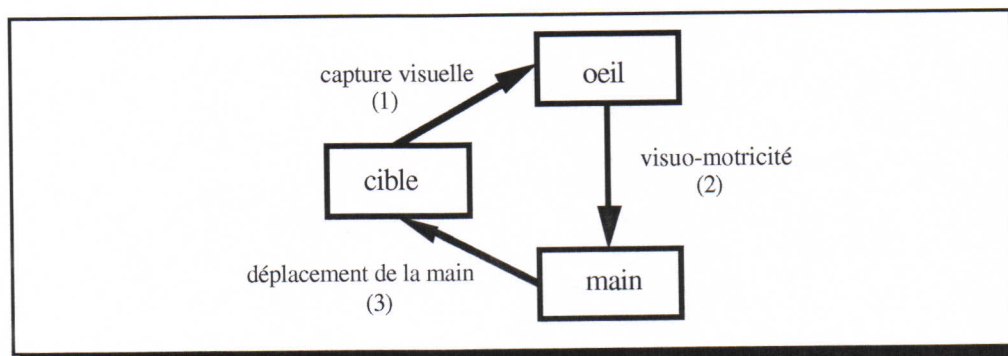 capture visuelle
(1)
oeil
visuo-motricité
(2)
cible
déplacement de la main
(3)
main